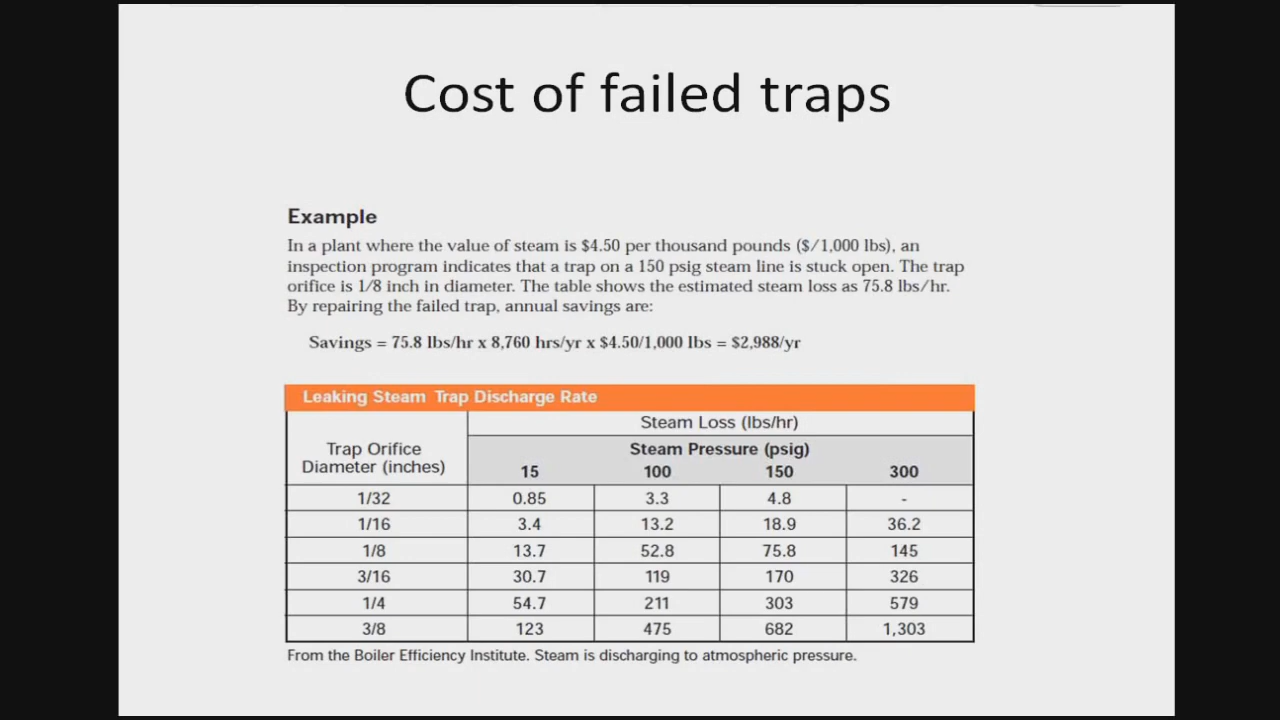 Cost of failed traps
Example
In a plant where the value of steam is $4.50 per thousand pounds ($/1,000 lbs), an
inspection program indicates that a trap on a 150 psig steam line is stuck open. The trap
orifice is 1/8 inch in diameter. The table shows the estimated steam loss as 75.8 lbs/hr.
By repairing the failed trap, annual savings are:
Savings = 75.8 lbs/hr x 8,760 hrs/yr x $4.50/1,000 lbs = $2,988/yr
Leaking Steam Trap Discharge Rate
Trap Orifice
Diameter (inches)
Steam Loss (lbs/hr)
Steam Pressure (psig)
15 100 150 300
1/32 0.85 3.3 4.8 -
1/16 3.4 13.2 18.9 36.2
1/8 13.7 52.8 75.8 145
3/16 30.7 119 170 326
1/4 54.7 211 303 579
3/8 123 475 682 1,303
From the Boiler Efficiency Institute. Steam is discharging to atmospheric pressure.